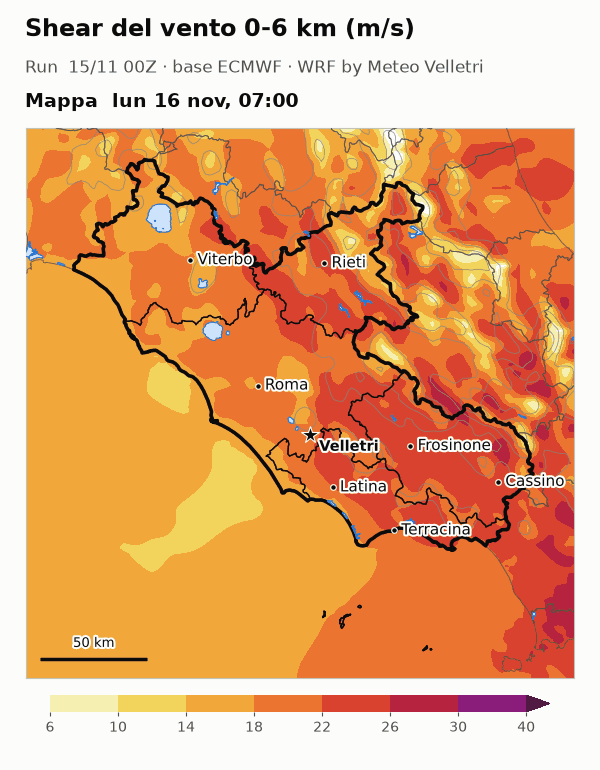 Shear del vento 0-6 km (m/s)
Run  15/11 00Z · base ECMWF · WRF by Meteo Velletri
Mappa  lun 16 nov, 07:00
Viterbo
Rieti
Roma
Velletri
Frosinone
Cassino
Latina
Terracina
50 km
6 10 14 18 22 26 30 40